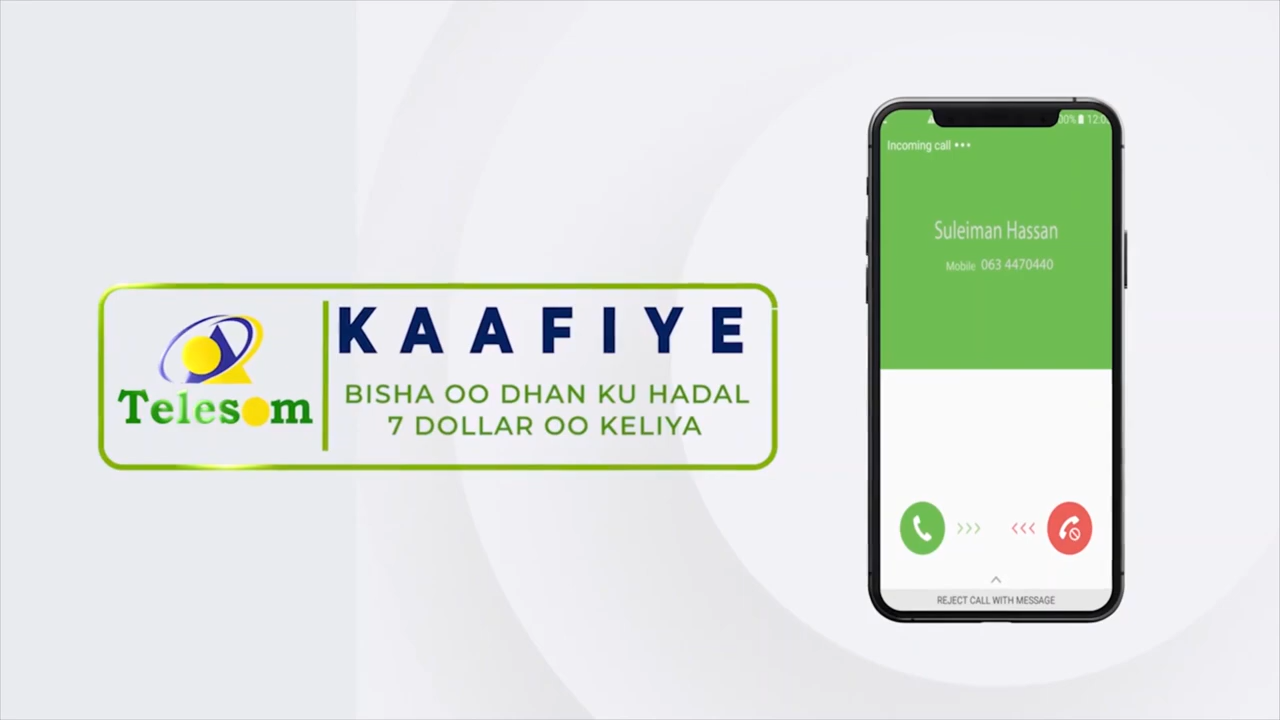 Telesom
KAAFIYE
BISHA OO DHAN KU HADAL
7 DOLLAR OO KELIYA
Incoming call •••
Suleiman Hassan
Mobile 063 4470440
REJECT CALL WITH MESSAGE